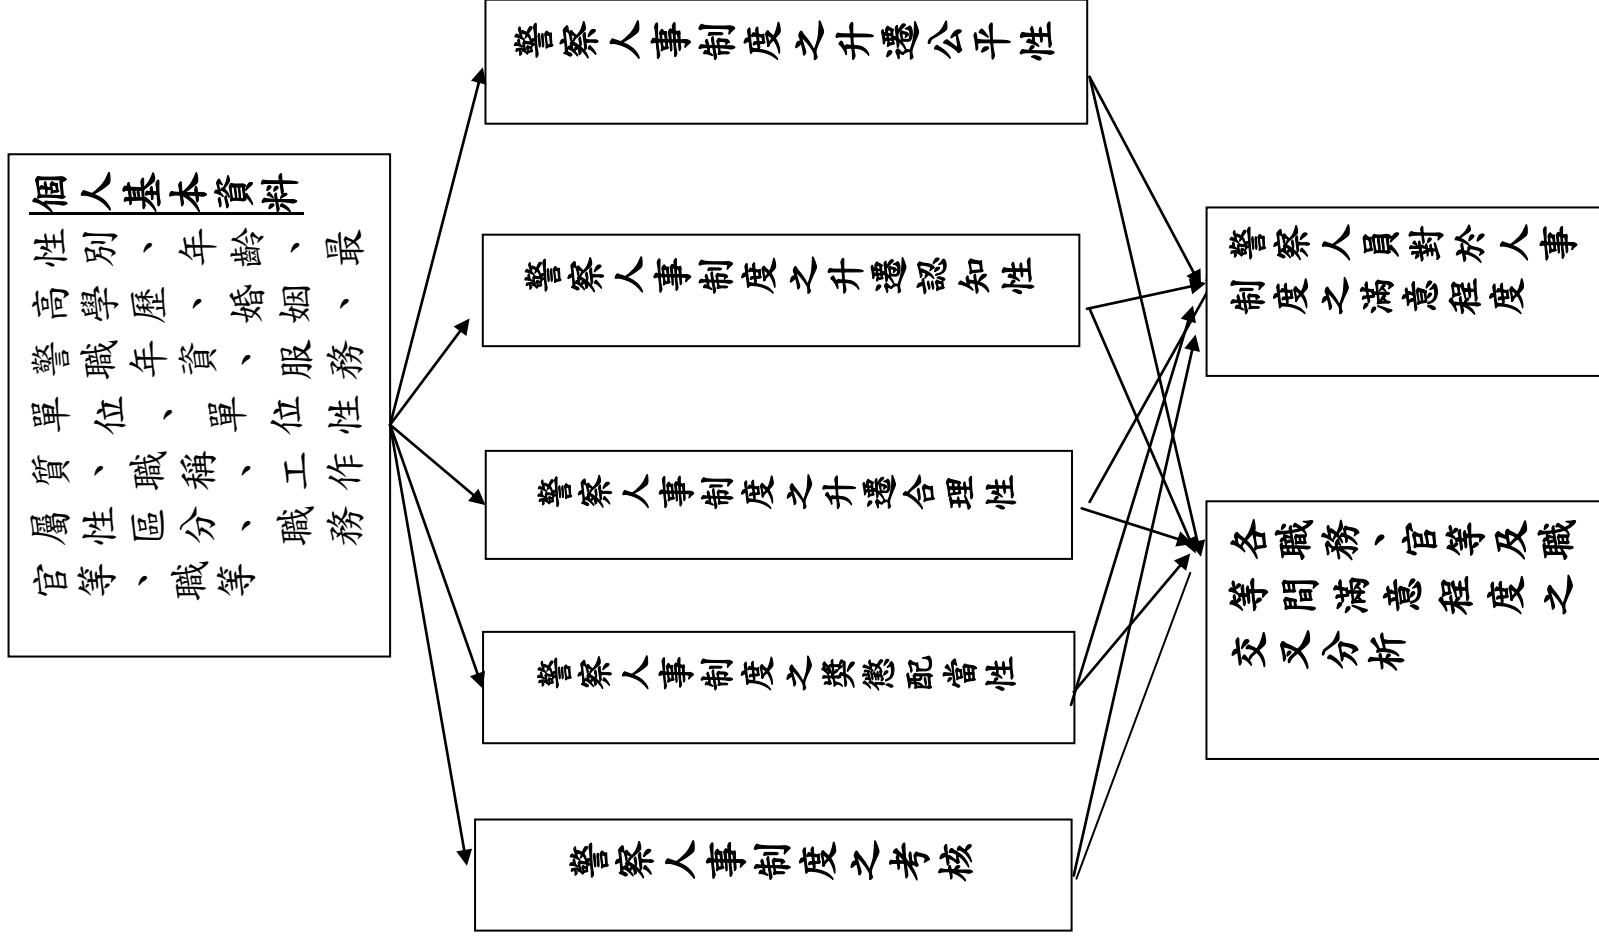 個人基本資料
性別、年齡、最
高學歷、婚姻、
警職年資、服務
單位、單位性
質、職稱、工作
屬性區分、職務
官等、職等
警察人事制度之升遷公平性
警察人事制度之升遷認知性
警察人事制度之升遷合理性
警察人事制度之獎懲配當性
警察人事制度之考核
警察人員對於人事
制度之滿意程度
各職務、官等及職
等間滿意程度之
交叉分析